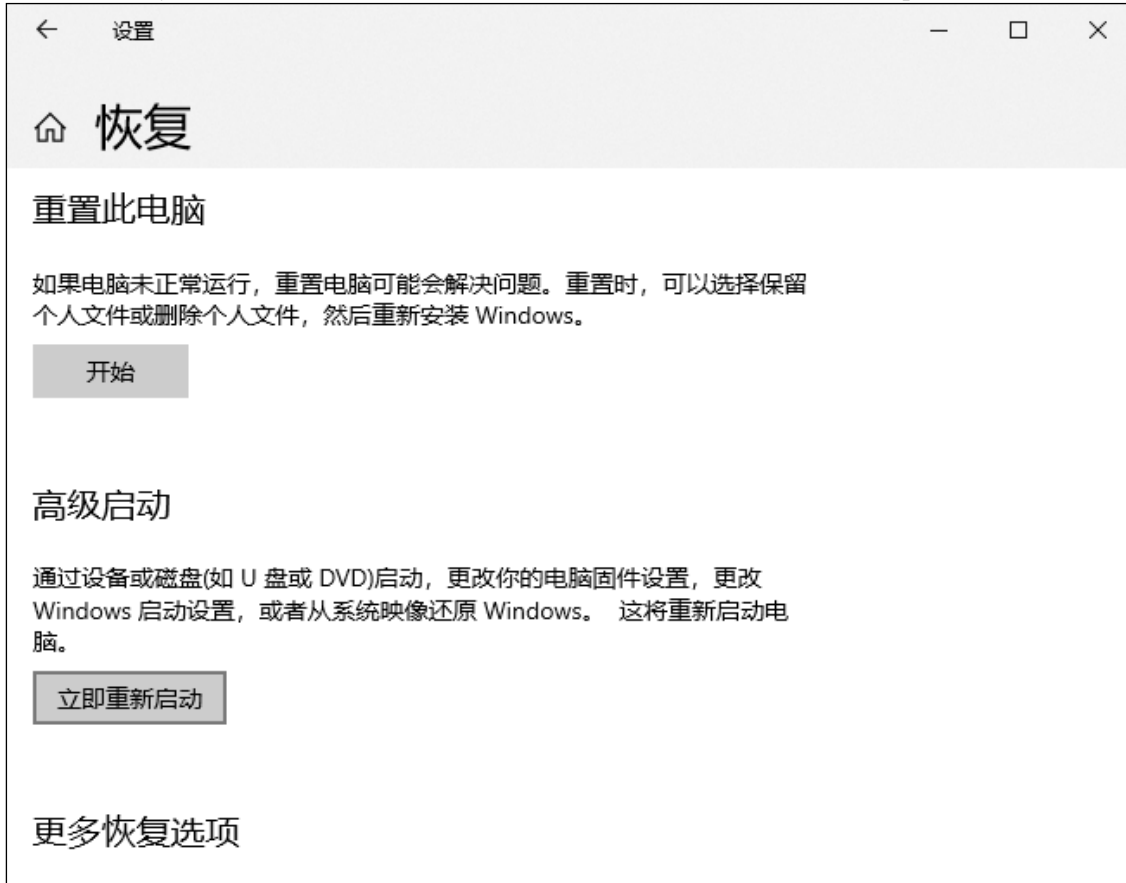 设置
恢复
重置此电脑
如果电脑未正常运行，重置电脑可能会解决问题。重置时，可以选择保留
个人文件或删除个人文件，然后重新安装 Windows。
开始
高级启动
通过设备或磁盘(如 U 盘或 DVD)启动，更改你的电脑固件设置，更改
Windows 启动设置，或者从系统映像还原 Windows。 这将重新启动电
脑。
立即重新启动
更多恢复选项